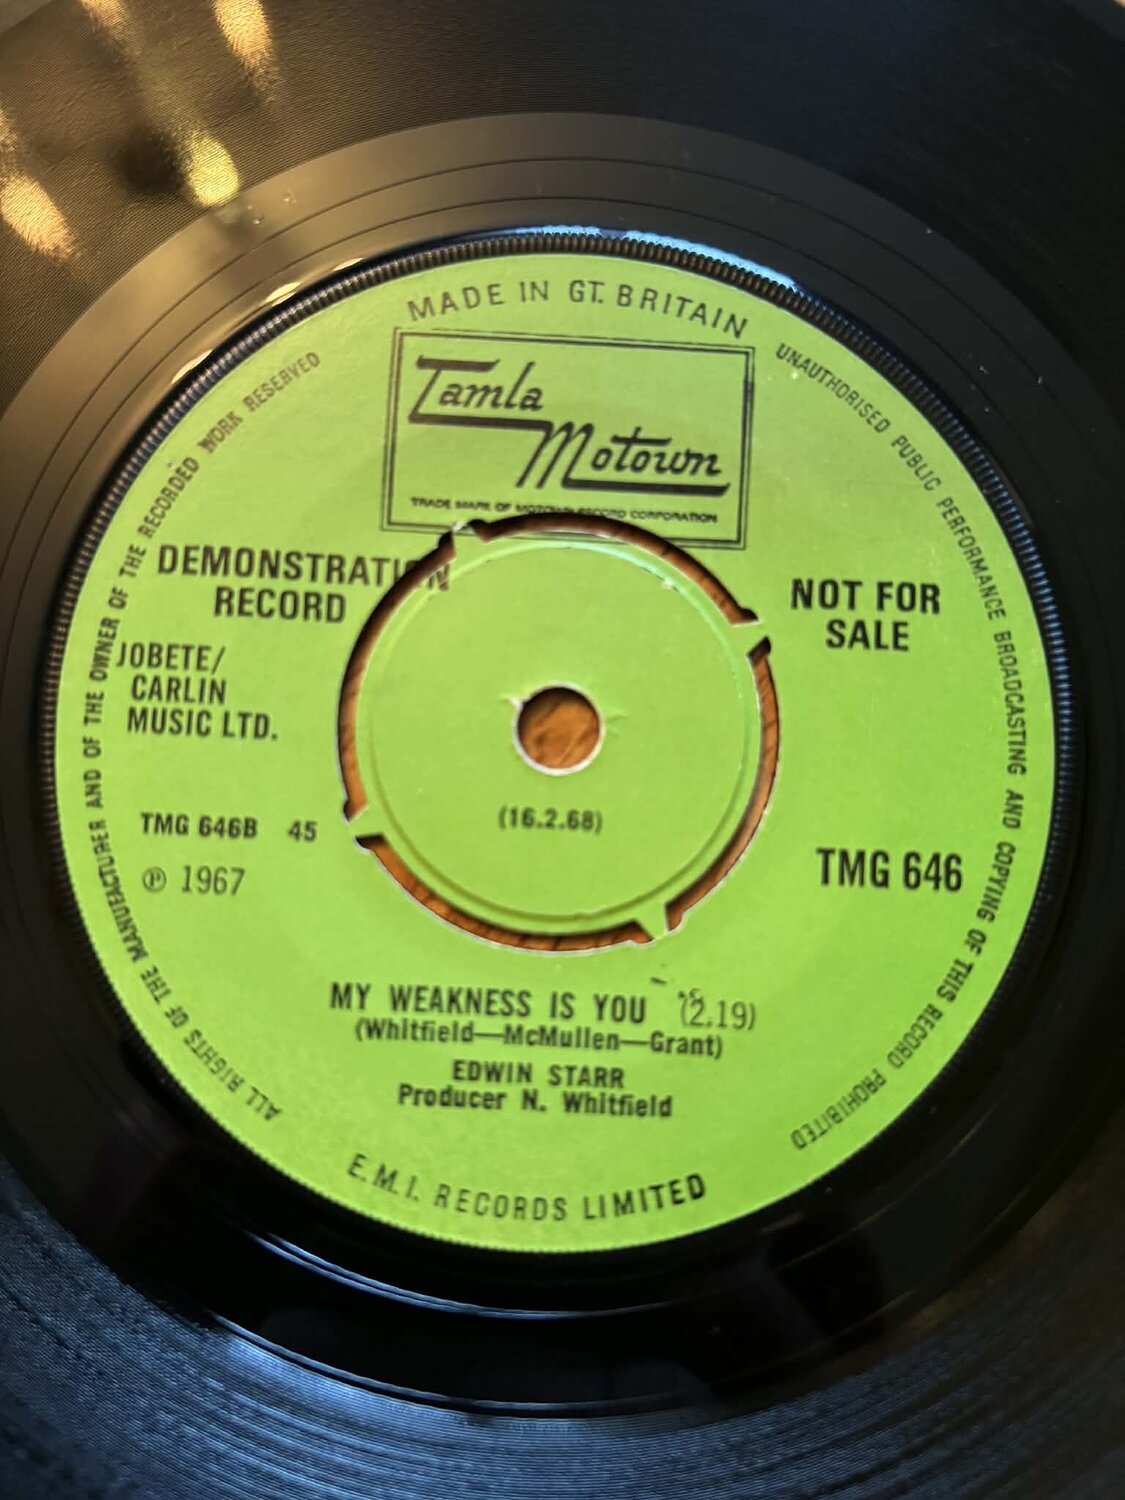 MADE IN GT. BRITAIN
Tamla
Motown
TRADE MARK OF MOTOWN RECORD CORPORATION
UNAUTHORISED PUBLIC PERFORMANCE BROADCASTING AND COPYING OF THIS RECORD PROHIBITED
ALL RIGHTS OF THE MANUFACTURER AND OF THE OWNER OF THE RECORDED WORK RESERVED
DEMONSTRATION
RECORD
NOT FOR
SALE
JOBETE/
CARLIN
MUSIC LTD.
TMG 646B 45
℗ 1967
(16.2.68)
TMG 646
MY WEAKNESS IS YOU (2.19)
(Whitfield—McMullen—Grant)
EDWIN STARR
Producer N. Whitfield
E.M.I. RECORDS LIMITED